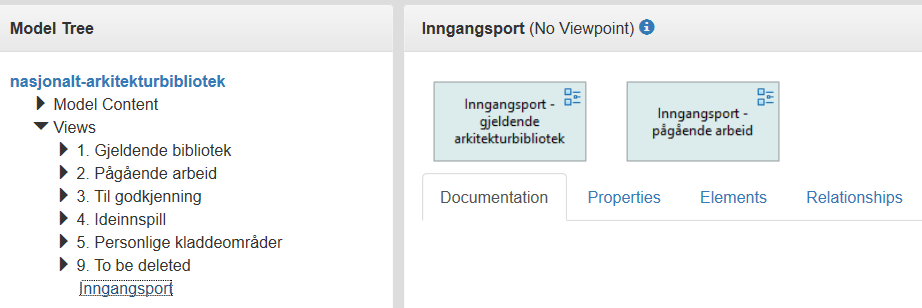 Model Tree
nasjonalt-arkitekturbibliotek
Model Content
Views
1. Gjeldende bibliotek
2. Pågående arbeid
3. Til godkjenning
4. Ideinnspill
5. Personlige kladdeområder
9. To be deleted
Inngangsport
Inngangsport (No Viewpoint)
Inngangsport -
gjeldende
arkitekturbibliotek
Inngangsport -
pågående arbeid
Documentation Properties Elements Relationships